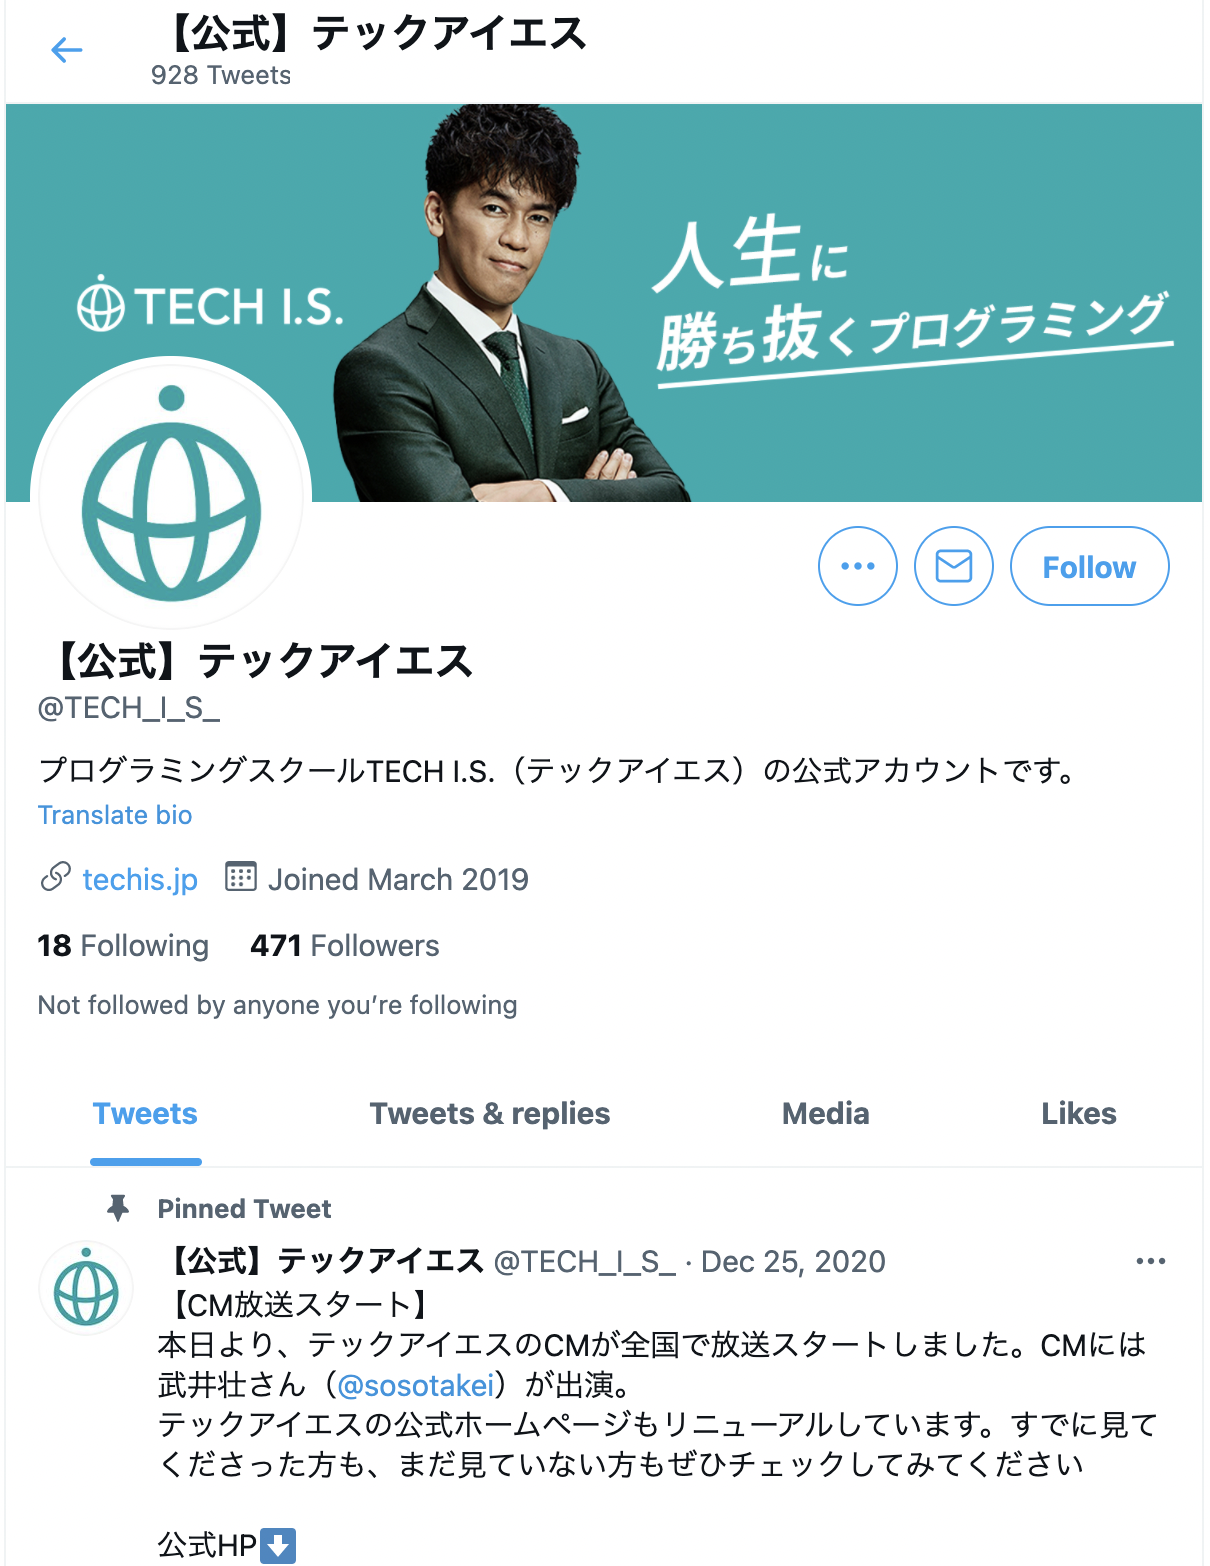 【公式】テックアイエス
928 Tweets
TECH I.S.
人生に
勝ち抜くプログラミング
Follow
【公式】テックアイエス
@TECH_I_S_
プログラミングスクールTECH I.S.（テックアイエス）の公式アカウントです。
Translate bio
techis.jp Joined March 2019
18 Following 471 Followers
Not followed by anyone you’re following
Tweets Tweets & replies Media Likes
Pinned Tweet
【公式】テックアイエス @TECH_I_S_ · Dec 25, 2020
【CM放送スタート】
本日より、テックアイエスのCMが全国で放送スタートしました。CMには
武井壮さん（@sosotakei）が出演。
テックアイエスの公式ホームページもリニューアルしています。すでに見て
くださった方も、まだ見ていない方もぜひチェックしてみてください
公式HP⬇️